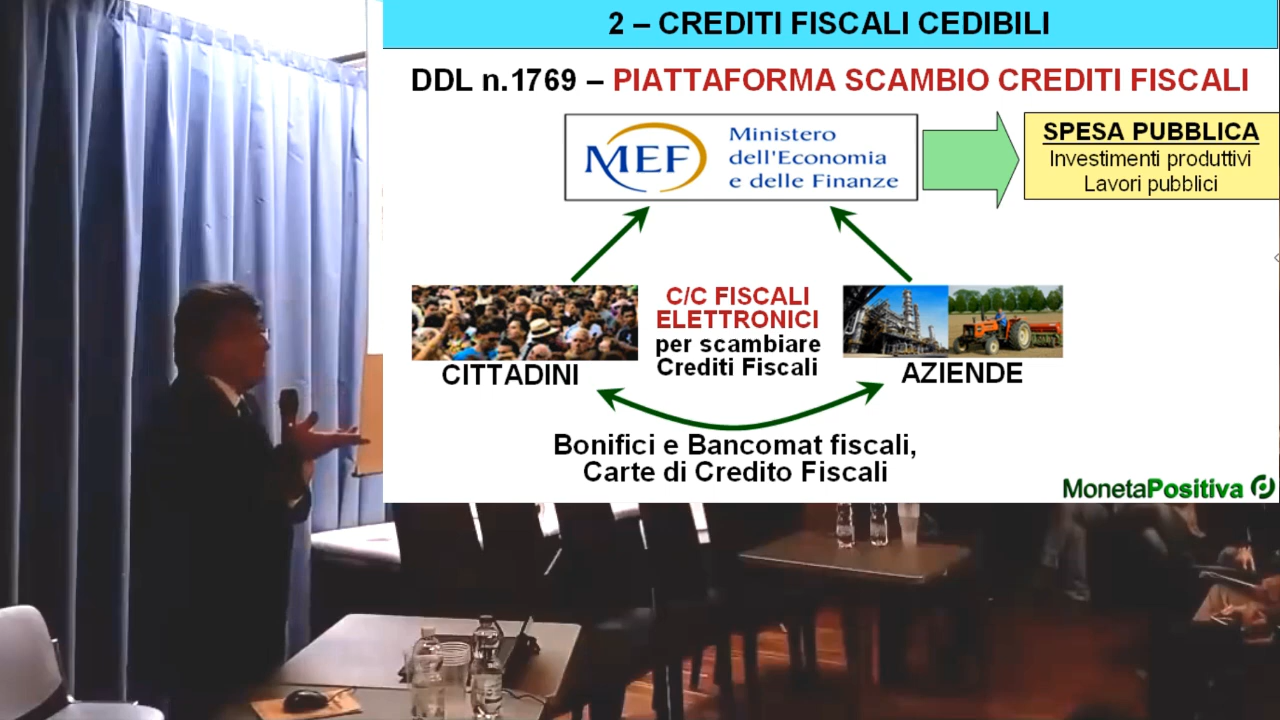 2 – CREDITI FISCALI CEDIBILI
DDL n.1769 – PIATTAFORMA SCAMBIO CREDITI FISCALI
MEF
Ministero
dell'Economia
e delle Finanze
SPESA PUBBLICA
Investimenti produttivi
Lavori pubblici
C/C FISCALI
ELETTRONICI
per scambiare
Crediti Fiscali
CITTADINI
AZIENDE
Bonifici e Bancomat fiscali,
Carte di Credito Fiscali
MonetaPositiva